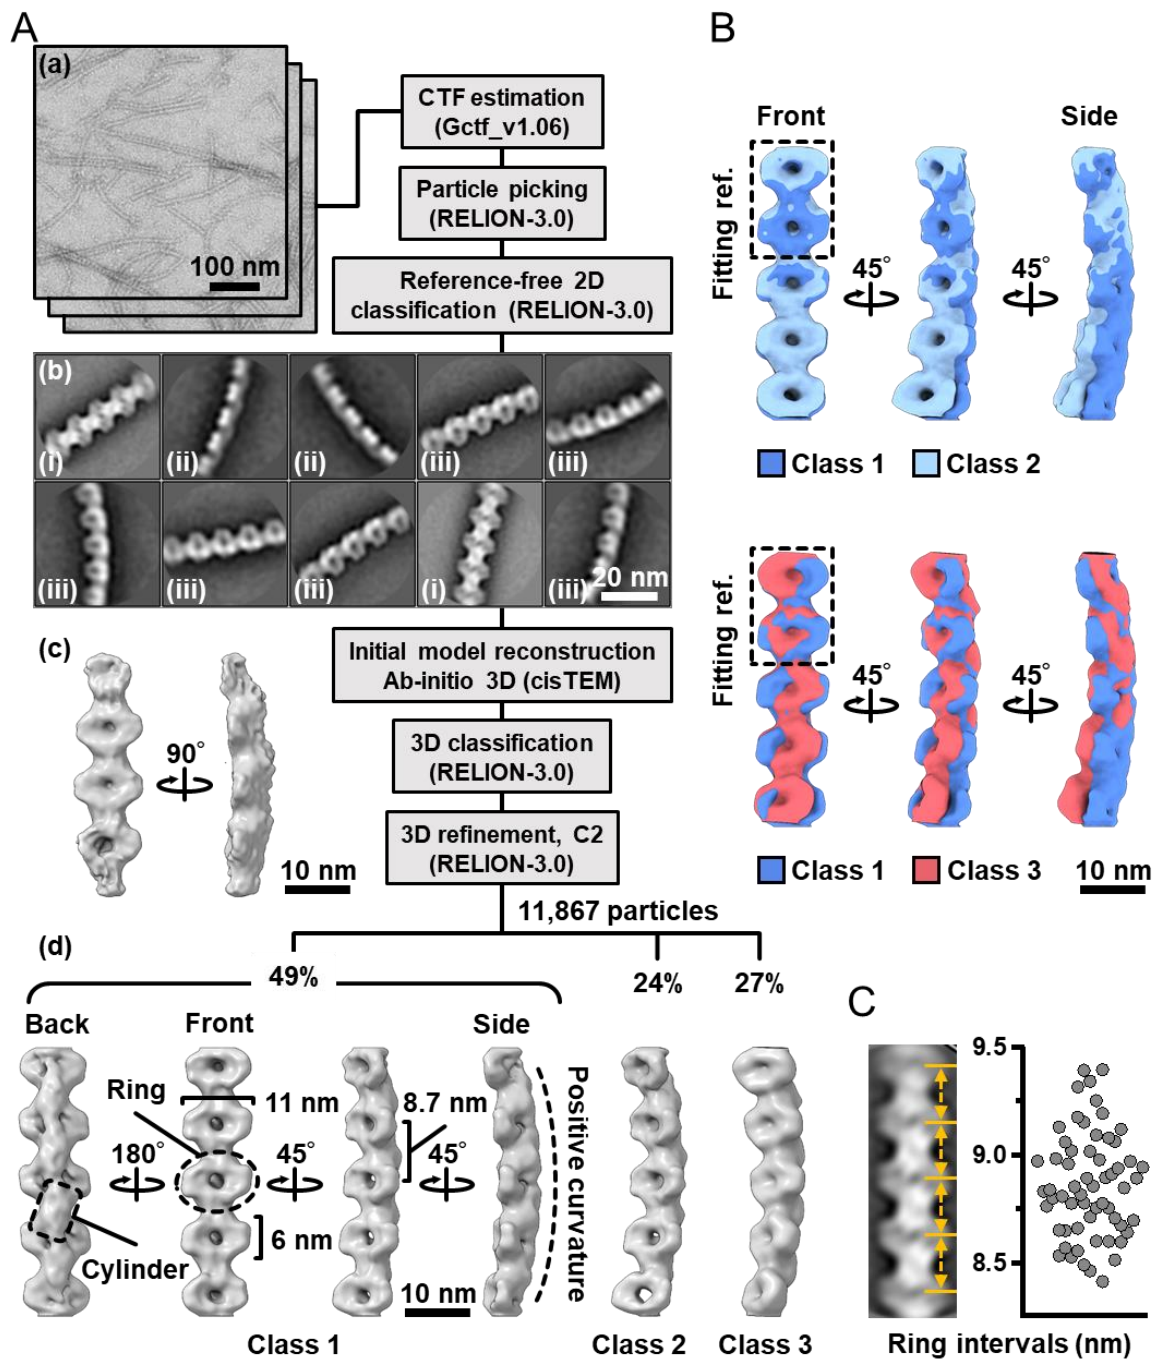 A
(a)
100 nm
CTF estimation
(Gctf_v1.06)
Particle picking
(RELION-3.0)
Reference-free 2D
classification (RELION-3.0)
(b)
(i)
(ii)
(ii)
(iii)
(iii)
(iii)
(iii)
(iii)
(i)
(iii)
20 nm
Initial model reconstruction
Ab-initio 3D (cisTEM)
(c)
90°
10 nm
3D classification
(RELION-3.0)
3D refinement, C2
(RELION-3.0)
11,867 particles
(d)
49%
24%
27%
Back
Front
Side
Ring
11 nm
8.7 nm
180°
45°
45°
6 nm
Cylinder
10 nm
Positive curvature
Class 1
Class 2
Class 3
B
Front
Side
Fitting ref.
45°
45°
Class 1
Class 2
Fitting ref.
45°
45°
Class 1
Class 3
10 nm
C
9.5
9.0
8.5
Ring intervals (nm)